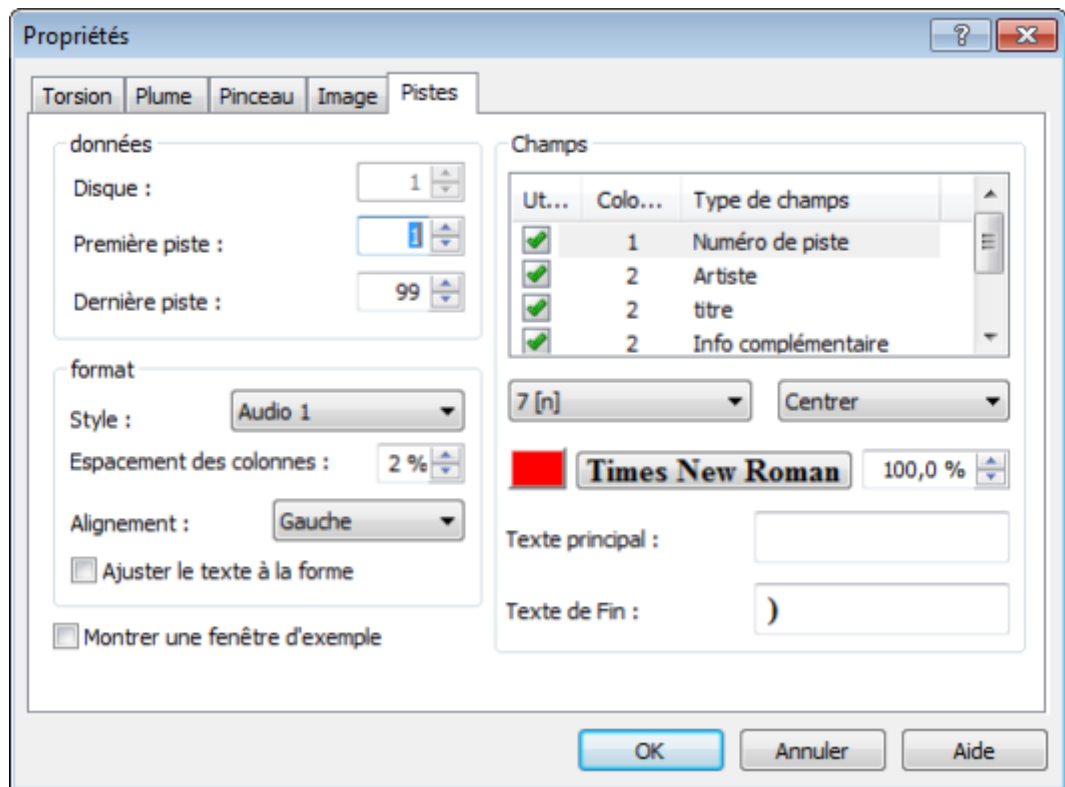 Propriétés
Torsion Plume Pinceau Image Pistes
données
Disque : 1
Première piste : 1
Dernière piste : 99
format
Style : Audio 1
Espacement des colonnes : 2 %
Alignement : Gauche
Ajuster le texte à la forme
Montrer une fenêtre d'exemple
Champs
Ut... Colo... Type de champs
1 Numéro de piste
2 Artiste
2 titre
2 Info complémentaire
7 [n] Centrer
Times New Roman 100,0 %
Texte principal :
Texte de Fin : )
OK Annuler Aide